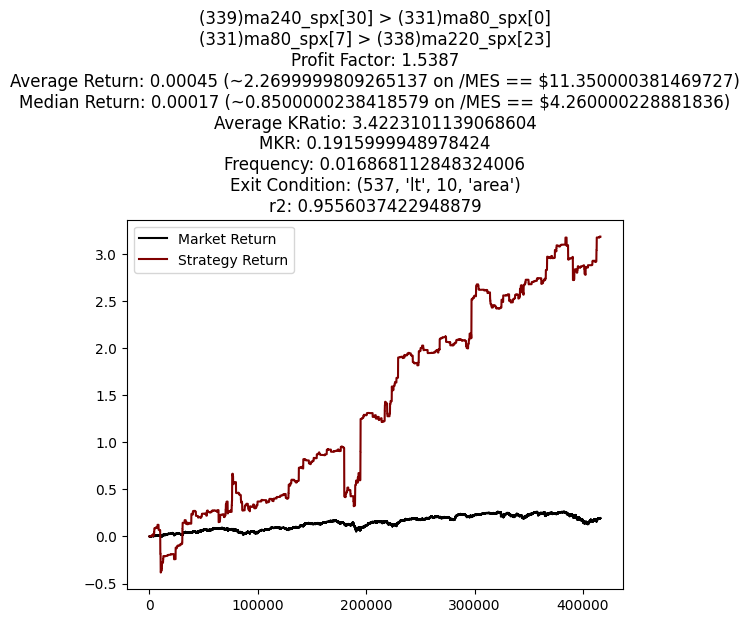 (339)ma240_spx[30] > (331)ma80_spx[0]
(331)ma80_spx[7] > (338)ma220_spx[23]
Profit Factor: 1.5387
Average Return: 0.00045 (~2.2699999809265137 on /MES == $11.350000381469727)
Median Return: 0.00017 (~0.8500000238418579 on /MES == $4.260000228881836)
Average KRatio: 3.4223101139068604
MKR: 0.1915999948978424
Frequency: 0.016868112848324006
Exit Condition: (537, 'lt', 10, 'area')
r2: 0.9556037422948879
Market Return
Strategy Return
3.0
2.5
2.0
1.5
1.0
0.5
0.0
−0.5
0 100000 200000 300000 400000